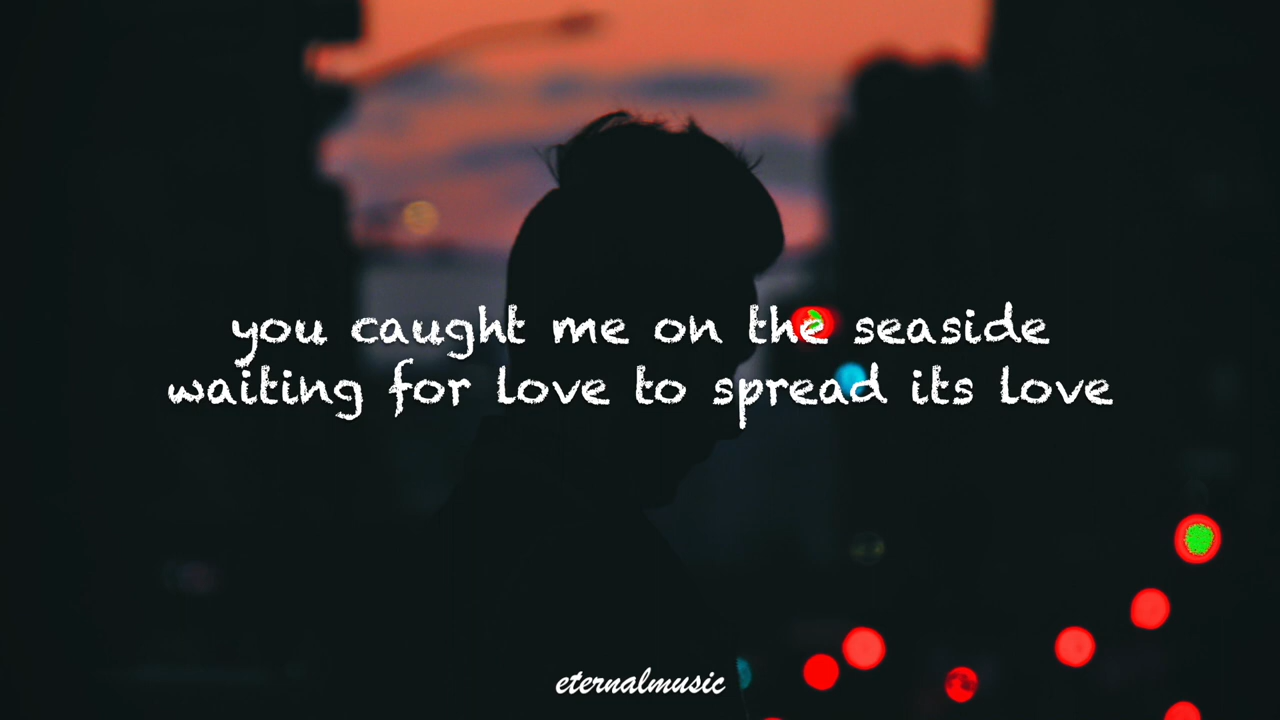 you caught me on the seaside
waiting for love to spread its love
eternalmusic